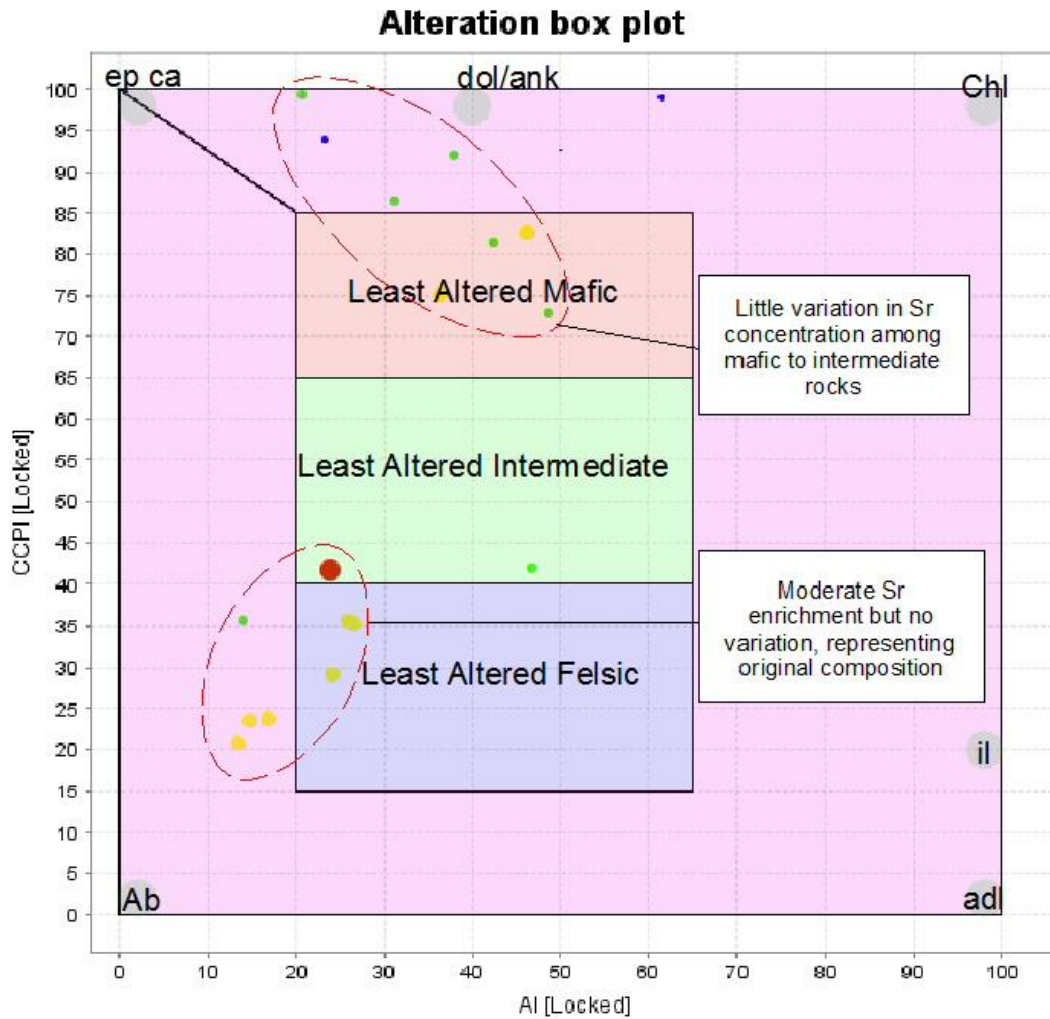 Alteration box plot
ep ca
dol/ank
Chl
100
95
90
85
80
75
70
65
60
55
50
45
40
35
30
25
20
15
10
5
0
CCPI [Locked]
Least Altered Mafic
Little variation in Sr
concentration among
mafic to intermediate
rocks
Least Altered Intermediate
Moderate Sr
enrichment but no
variation, representing
original composition
Least Altered Felsic
il
Ab
adl
0
10
20
30
40
50
60
70
80
90
100
AI [Locked]